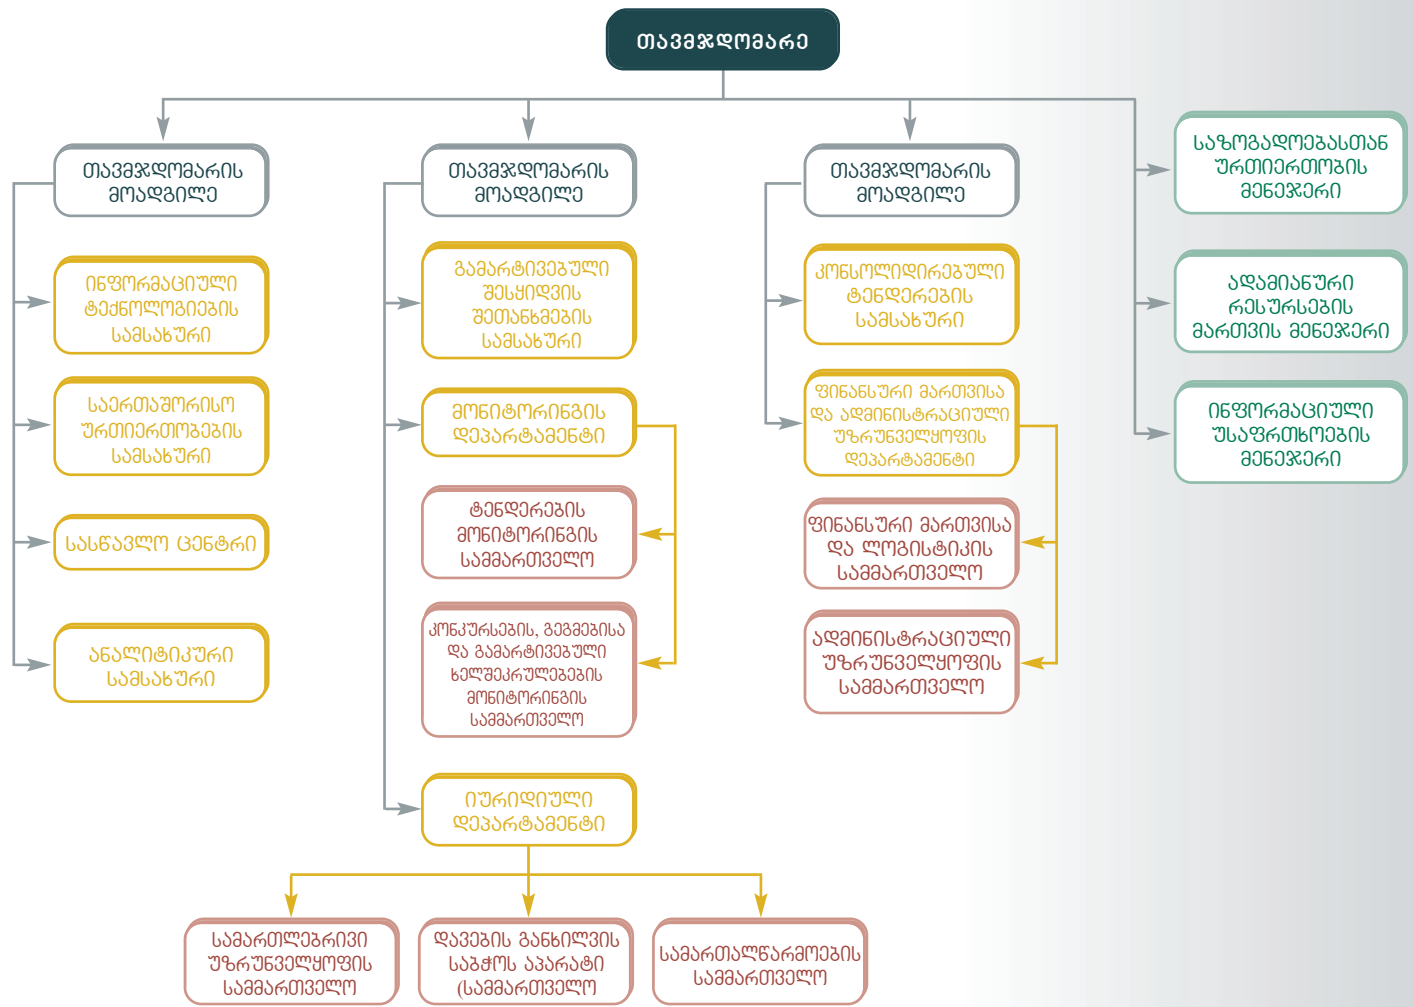 თავმჯდომარე
თავმჯდომარის
მოადგილე
ინფორმაციული
ტექნოლოგიების
სამსახური
საერთაშორისო
ურთიერთობების
სამსახური
სასწავლო ცენტრი
ანალიტიკური
სამსახური
თავმჯდომარის
მოადგილე
გამარტივებული
შესყიდვის
შეთანხმების
სამსახური
მონიტორინგის
დეპარტამენტი
ტენდერების
მონიტორინგის
სამმართველო
კონკურსების, გეგმებისა
და გამარტივებული
ხელშეკრულებების
მონიტორინგის
სამმართველო
იურიდიული
დეპარტამენტი
სამართლებრივი
უზრუნველყოფის
სამმართველო
დავების განხილვის
საბჭოს აპარატი
(სამმართველო
სამართალწარმოების
სამმართველო
თავმჯდომარის
მოადგილე
კონსოლიდირებული
ტენდერების
სამსახური
ფინანსური მართვისა
და ადმინისტრაციული
უზრუნველყოფის
დეპარტამენტი
ფინანსური მართვისა
და ლოგისტიკის
სამმართველო
ადმინისტრაციული
უზრუნველყოფის
სამმართველო
საზოგადოებასთან
ურთიერთობის
მენეჯერი
ადამიანური
რესურსების
მართვის მენეჯერი
ინფორმაციული
უსაფრთხოების
მენეჯერი